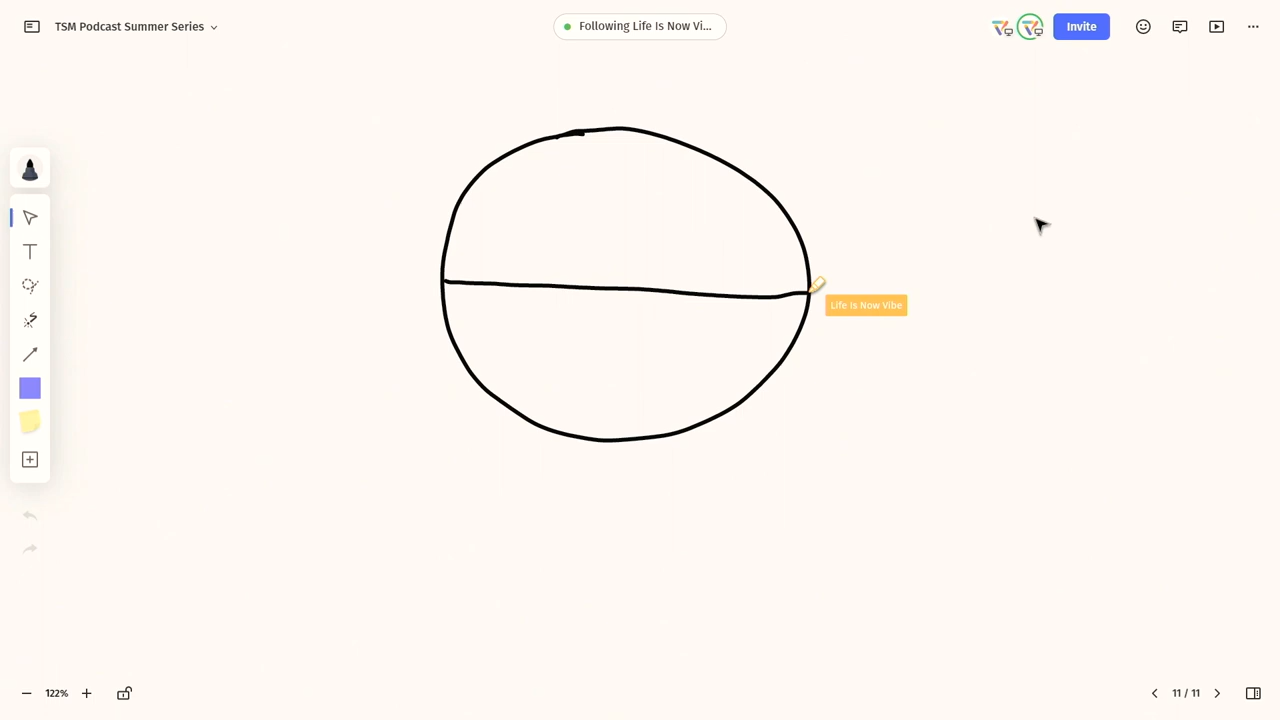 TSM Podcast Summer Series
Following Life Is Now Vi...
Invite
Life Is Now Vibe
122%
11 / 11